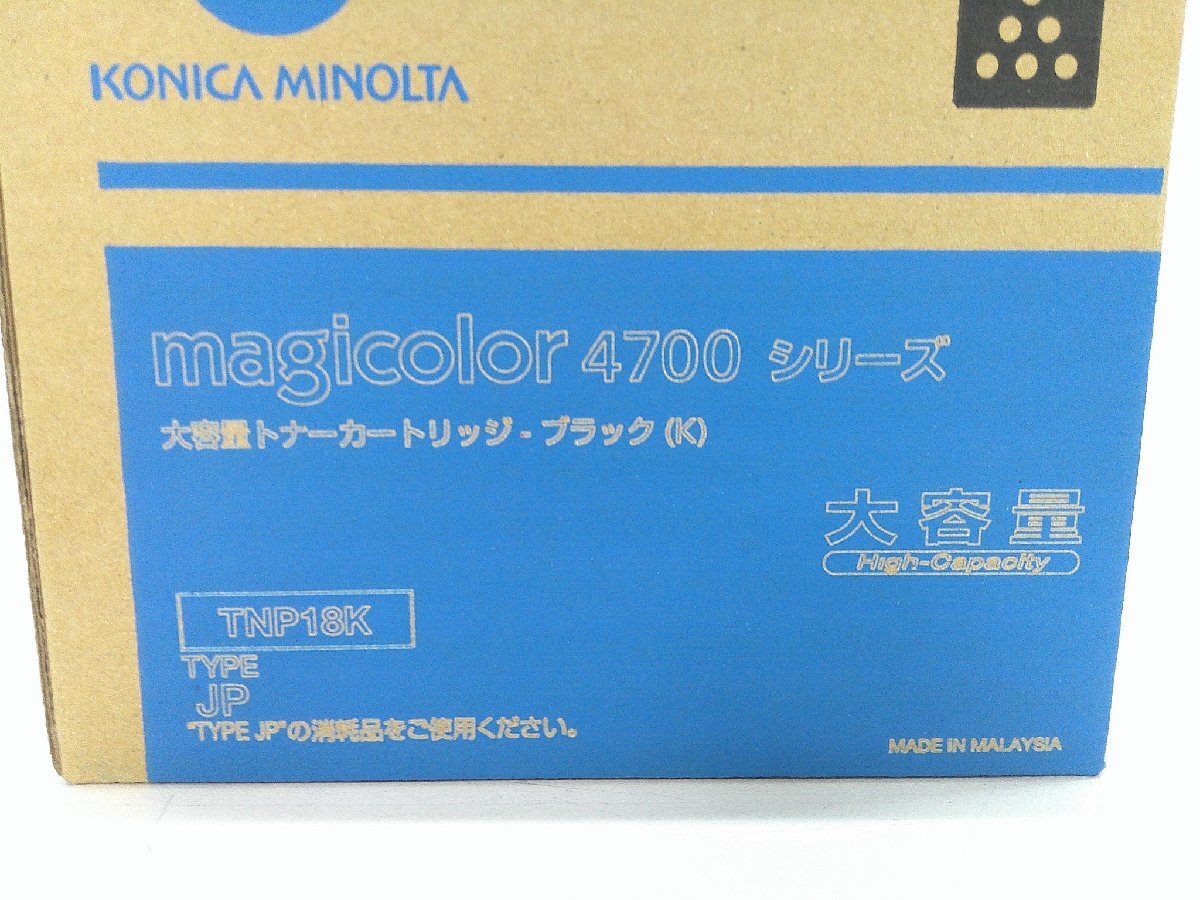 KONICA MINOLTA
magicolor 4700 シリーズ
大容量トナーカートリッジ - ブラック (K)
大容量
High-Capacity
TNP18K
TYPE
JP
"TYPE JP"の消耗品をご使用ください。
MADE IN MALAYSIA